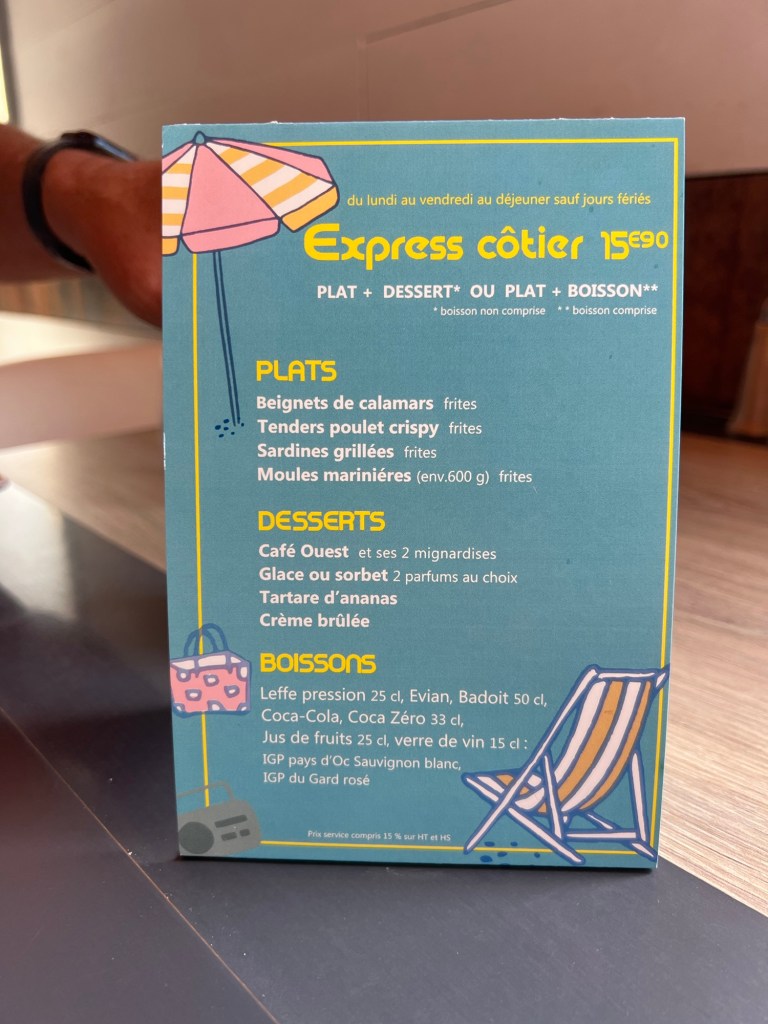 du lundi au vendredi au déjeuner sauf jours fériés
Express côtier 15€90
PLAT + DESSERT* OU PLAT + BOISSON**
* boisson non comprise ** boisson comprise
PLATS
Beignets de calamars frites
Tenders poulet crispy frites
Sardines grillées frites
Moules mariniéres (env.600 g) frites
DESSERTS
Café Ouest et ses 2 mignardises
Glace ou sorbet 2 parfums au choix
Tartare d'ananas
Crème brûlée
BOISSONS
Leffe pression 25 cl, Evian, Badoit 50 cl,
Coca-Cola, Coca Zéro 33 cl,
Jus de fruits 25 cl, verre de vin 15 cl :
IGP pays d'Oc Sauvignon blanc,
IGP du Gard rosé
Prix service compris 15 % sur HT et HS